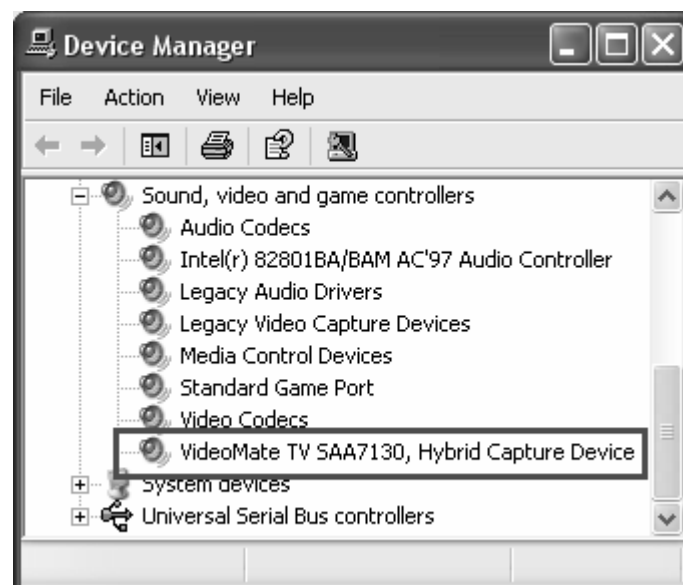 Device Manager
File Action View Help
Sound, video and game controllers
Audio Codecs
Intel(r) 82801BA/BAM AC'97 Audio Controller
Legacy Audio Drivers
Legacy Video Capture Devices
Media Control Devices
Standard Game Port
Video Codecs
VideoMate TV SAA7130, Hybrid Capture Device
System devices
Universal Serial Bus controllers